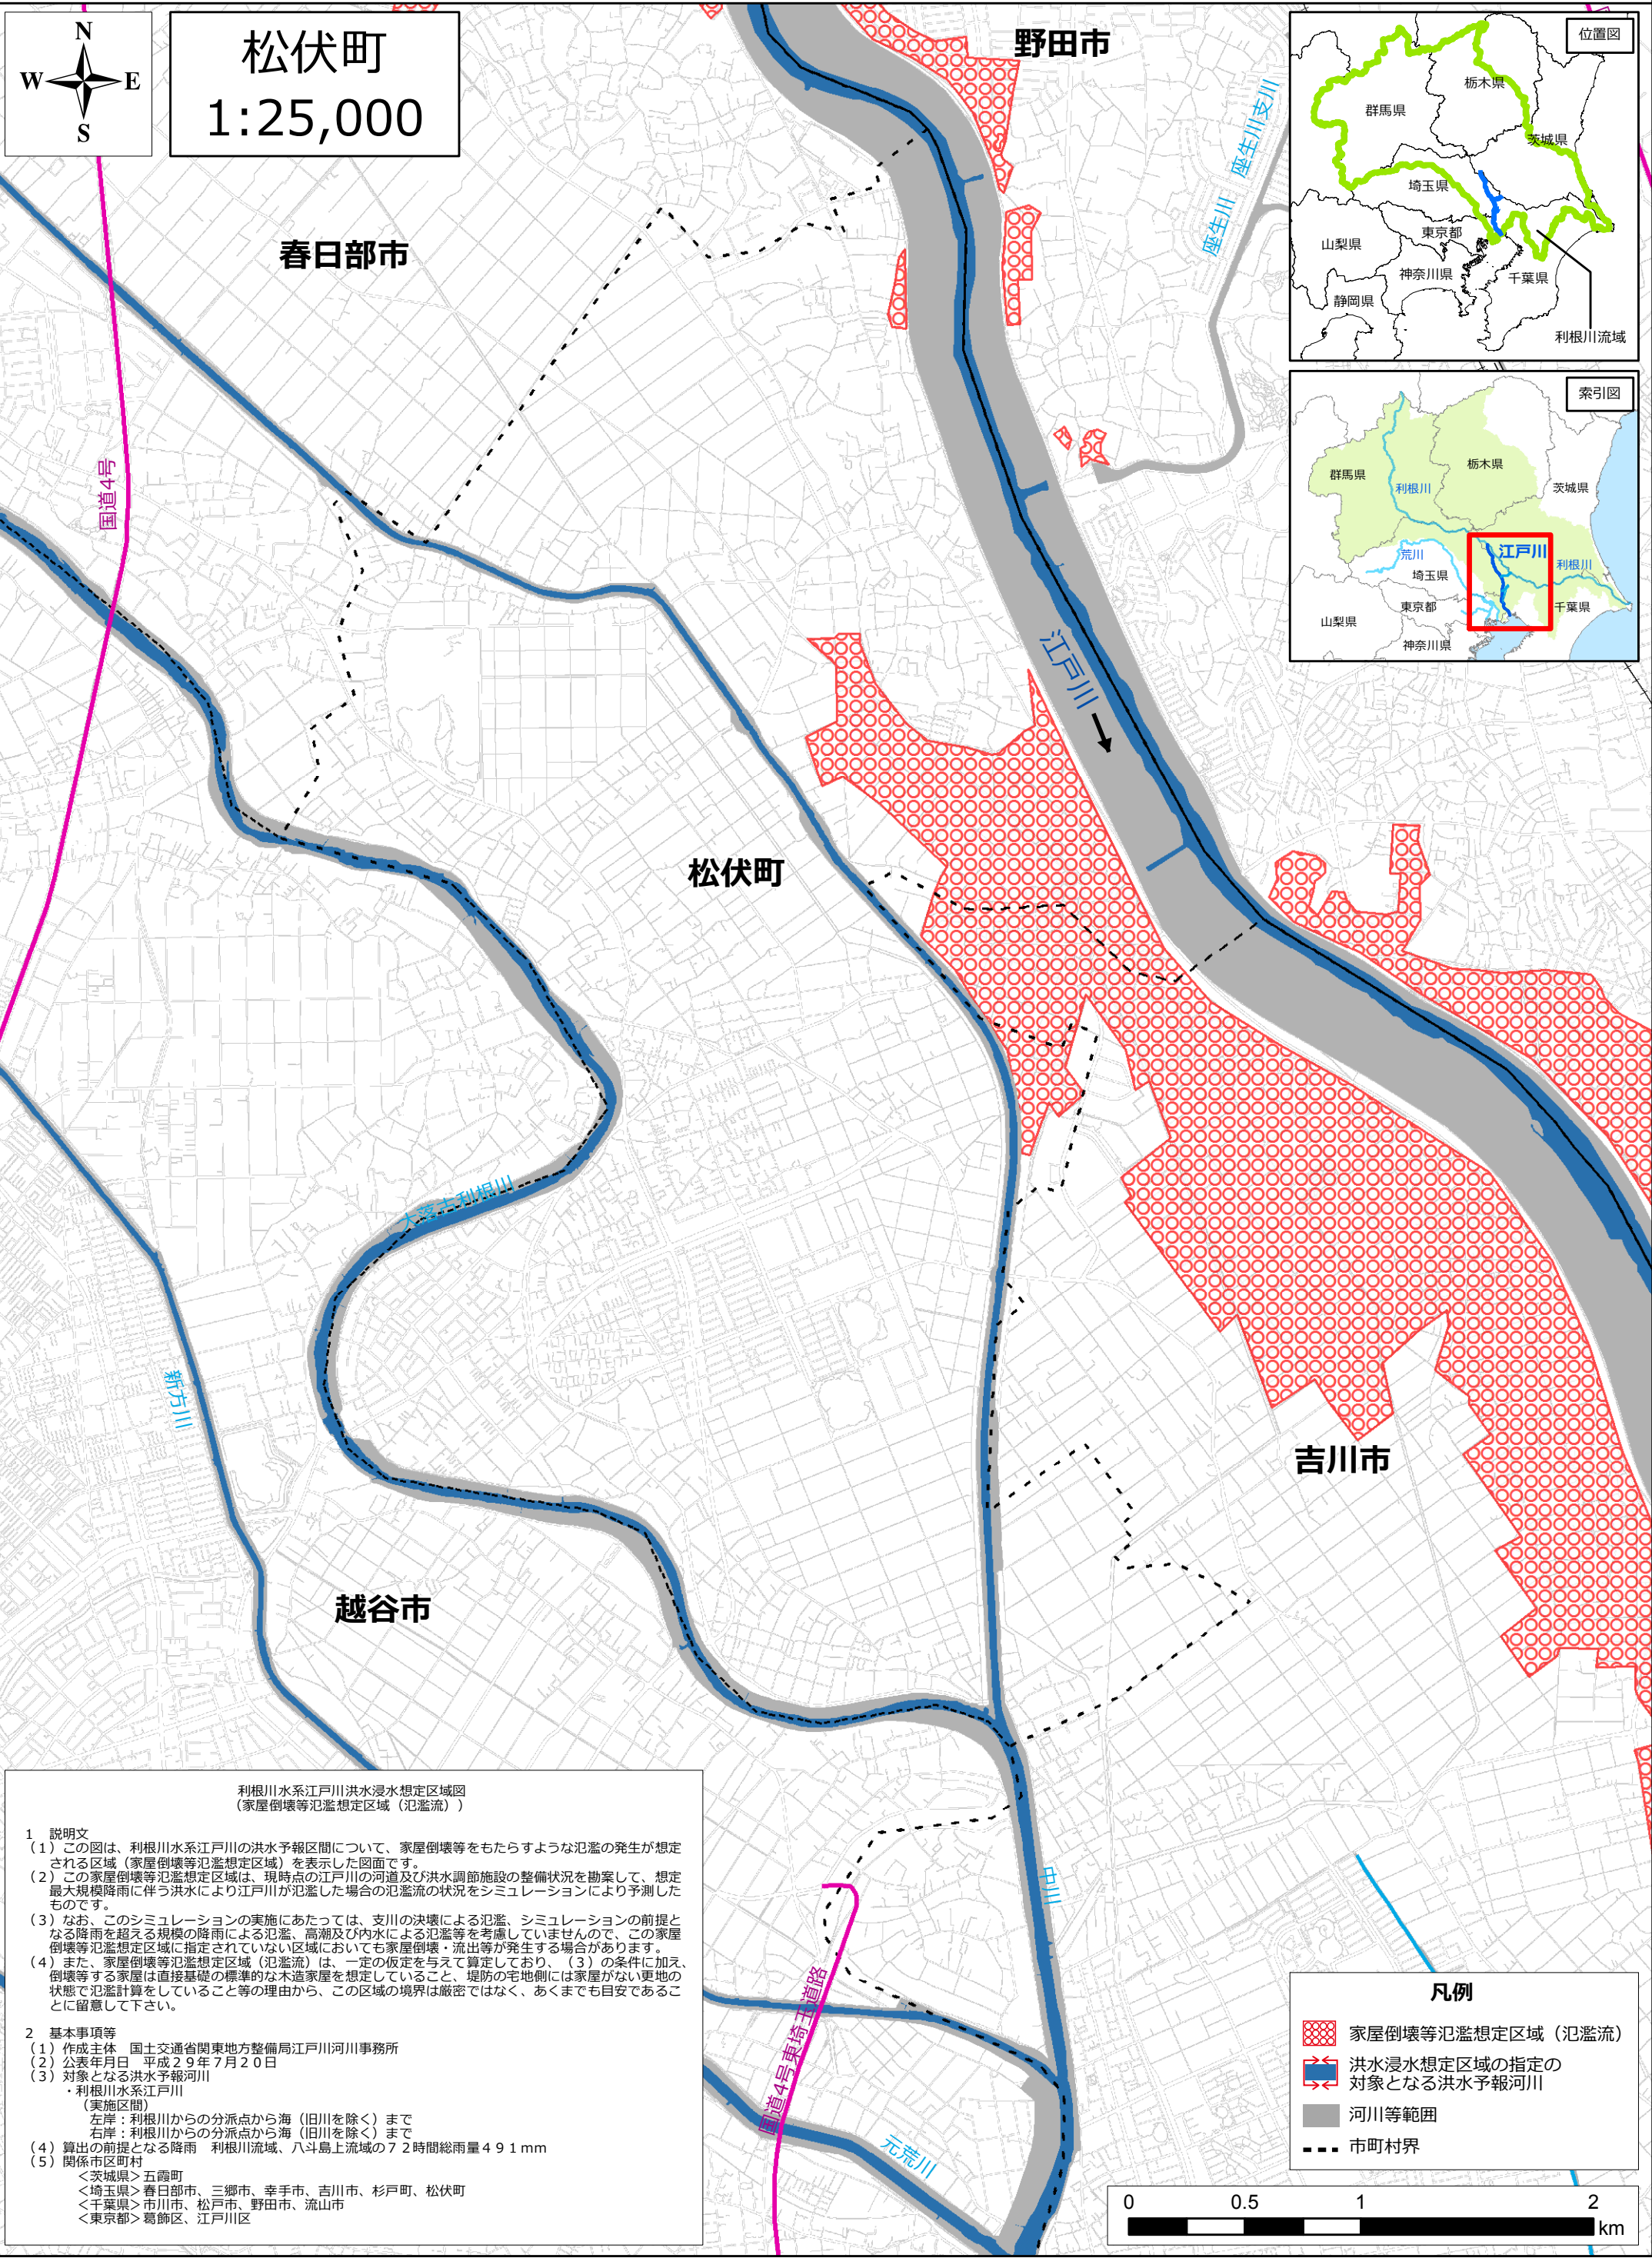 N
W
E
S
松伏町
1:25,000
野田市
座生川
座生川支川
春日部市
国道4号
江戸川
松伏町
大落古利根川
新方川
吉川市
越谷市
中川
国道4号東埼玉道路
元荒川
位置図
栃木県
群馬県
茨城県
埼玉県
東京都
山梨県
神奈川県
千葉県
静岡県
利根川流域
索引図
栃木県
群馬県
茨城県
利根川
江戸川
荒川
利根川
埼玉県
東京都
千葉県
山梨県
神奈川県
利根川水系江戸川洪水浸水想定区域図
(家屋倒壊等氾濫想定区域(氾濫流))
1 説明文
(1)この図は、利根川水系江戸川の洪水予報区間について、家屋倒壊等をもたらすような氾濫の発生が想定
される区域(家屋倒壊等氾濫想定区域)を表示した図面です。
(2)この家屋倒壊等氾濫想定区域は、現時点の江戸川の河道及び洪水調節施設の整備状況を勘案して、想定
最大規模降雨に伴う洪水により江戸川が氾濫した場合の氾濫流の状況をシミュレーションにより予測した
ものです。
(3)なお、このシミュレーションの実施にあたっては、支川の決壊による氾濫、シミュレーションの前提と
なる降雨を超える規模の降雨による氾濫、高潮及び内水による氾濫等を考慮していませんので、この家屋
倒壊等氾濫想定区域に指定されていない区域においても家屋倒壊・流出等が発生する場合があります。
(4)また、家屋倒壊等氾濫想定区域(氾濫流)は、一定の仮定を与えて算定しており、(3)の条件に加え、
倒壊等する家屋は直接基礎の標準的な木造家屋を想定していること、堤防の宅地側には家屋がない更地の
状態で氾濫計算をしていること等の理由から、この区域の境界は厳密ではなく、あくまでも目安であるこ
とに留意して下さい。
2 基本事項等
(1)作成主体 国土交通省関東地方整備局江戸川河川事務所
(2)公表年月日 平成29年7月20日
(3)対象となる洪水予報河川
・利根川水系江戸川
(実施区間)
左岸:利根川からの分派点から海(旧川を除く)まで
右岸:利根川からの分派点から海(旧川を除く)まで
(4)算出の前提となる降雨 利根川流域、八斗島上流域の72時間総雨量491mm
(5)関係市区町村
<茨城県>五霞町
<埼玉県>春日部市、三郷市、幸手市、吉川市、杉戸町、松伏町
<千葉県>市川市、松戸市、野田市、流山市
<東京都>葛飾区、江戸川区
凡例
家屋倒壊等氾濫想定区域(氾濫流)
洪水浸水想定区域の指定の
対象となる洪水予報河川
河川等範囲
市町村界
0 0.5 1 2
km